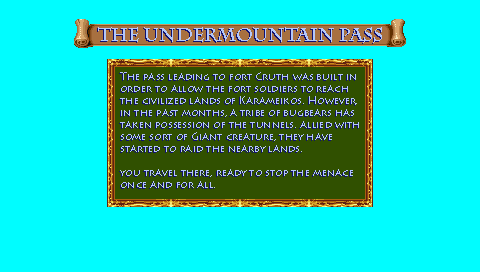 THE UNDERMOUNTAIN PASS
The pass leading to fort Cruth was built in
order to allow the fort soldiers to reach
the civilized lands of Karameikos. However,
in the past months, a tribe of bugbears has
taken possession of the tunnels. Allied with
some sort of Giant creature, they have
started to raid the nearby lands.
you travel there, ready to stop the menace
once and for all.